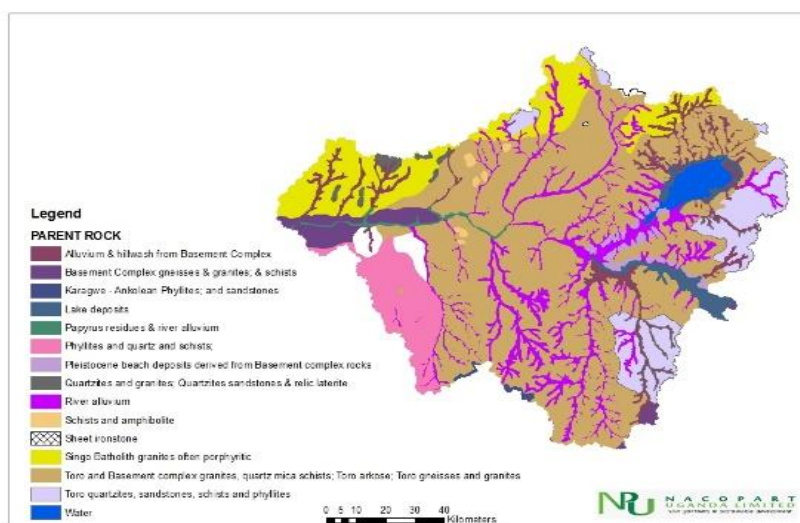 Legend
PARENT ROCK
Alluvium & hillwash from Basement Complex
Basement Complex gneisses & granites; & schists
Karagwe - Ankolean Phyllites; and sandstones
Lake deposits
Papyrus residues & river alluvium
Phyllites and quartz and schists;
Pleistocene beach deposits derived from Basement complex rocks
Quartzites and granites; Quartzites sandstones & relic laterite
River alluvium
Schists and amphibolite
Sheet ironstone
Singo Batholith granites often porphyritic
Toro and Basement complex granites, quartz mica schists; Toro arkose; Toro gneisses and granites
Toro quartzites, sandstones, schists and phyllites
Water
0 5 10 20 30 40
Kilometers
NPU NACOPART
UGANDA LIMITED